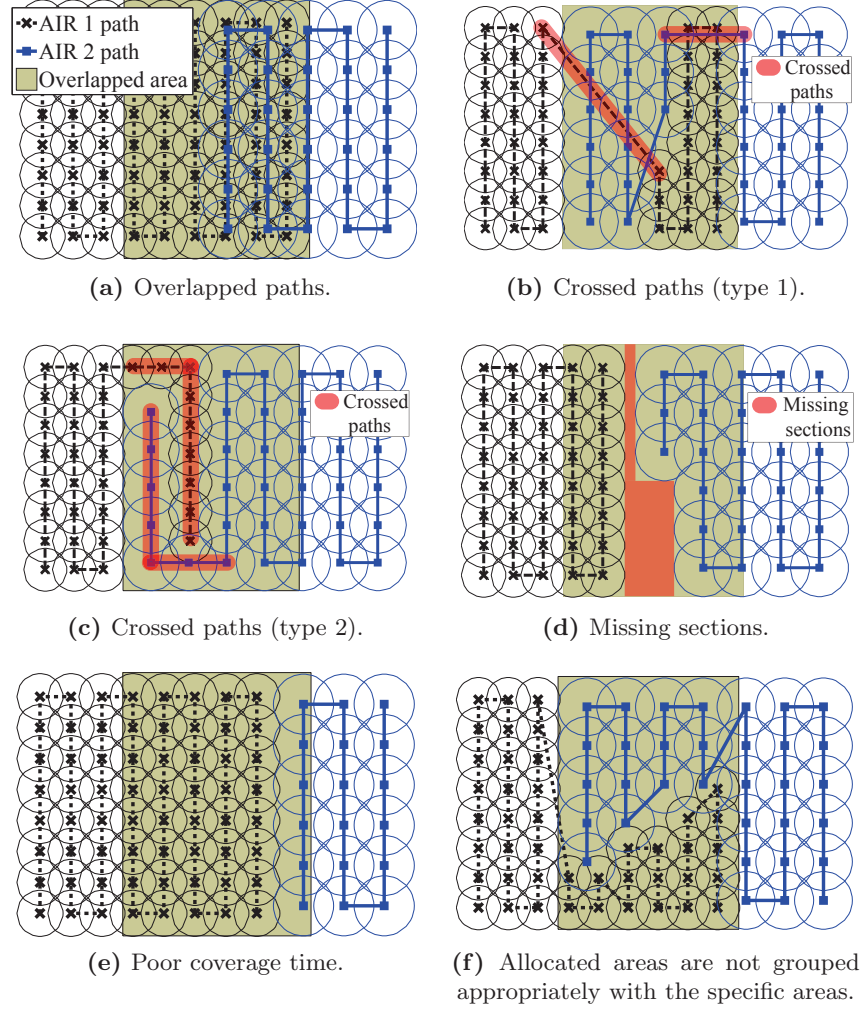 AIR 1 path
AIR 2 path
Overlapped area
Crossed
paths
(a) Overlapped paths.
(b) Crossed paths (type 1).
Crossed
paths
Missing
sections
(c) Crossed paths (type 2).
(d) Missing sections.
(e) Poor coverage time.
(f) Allocated areas are not grouped
appropriately with the specific areas.